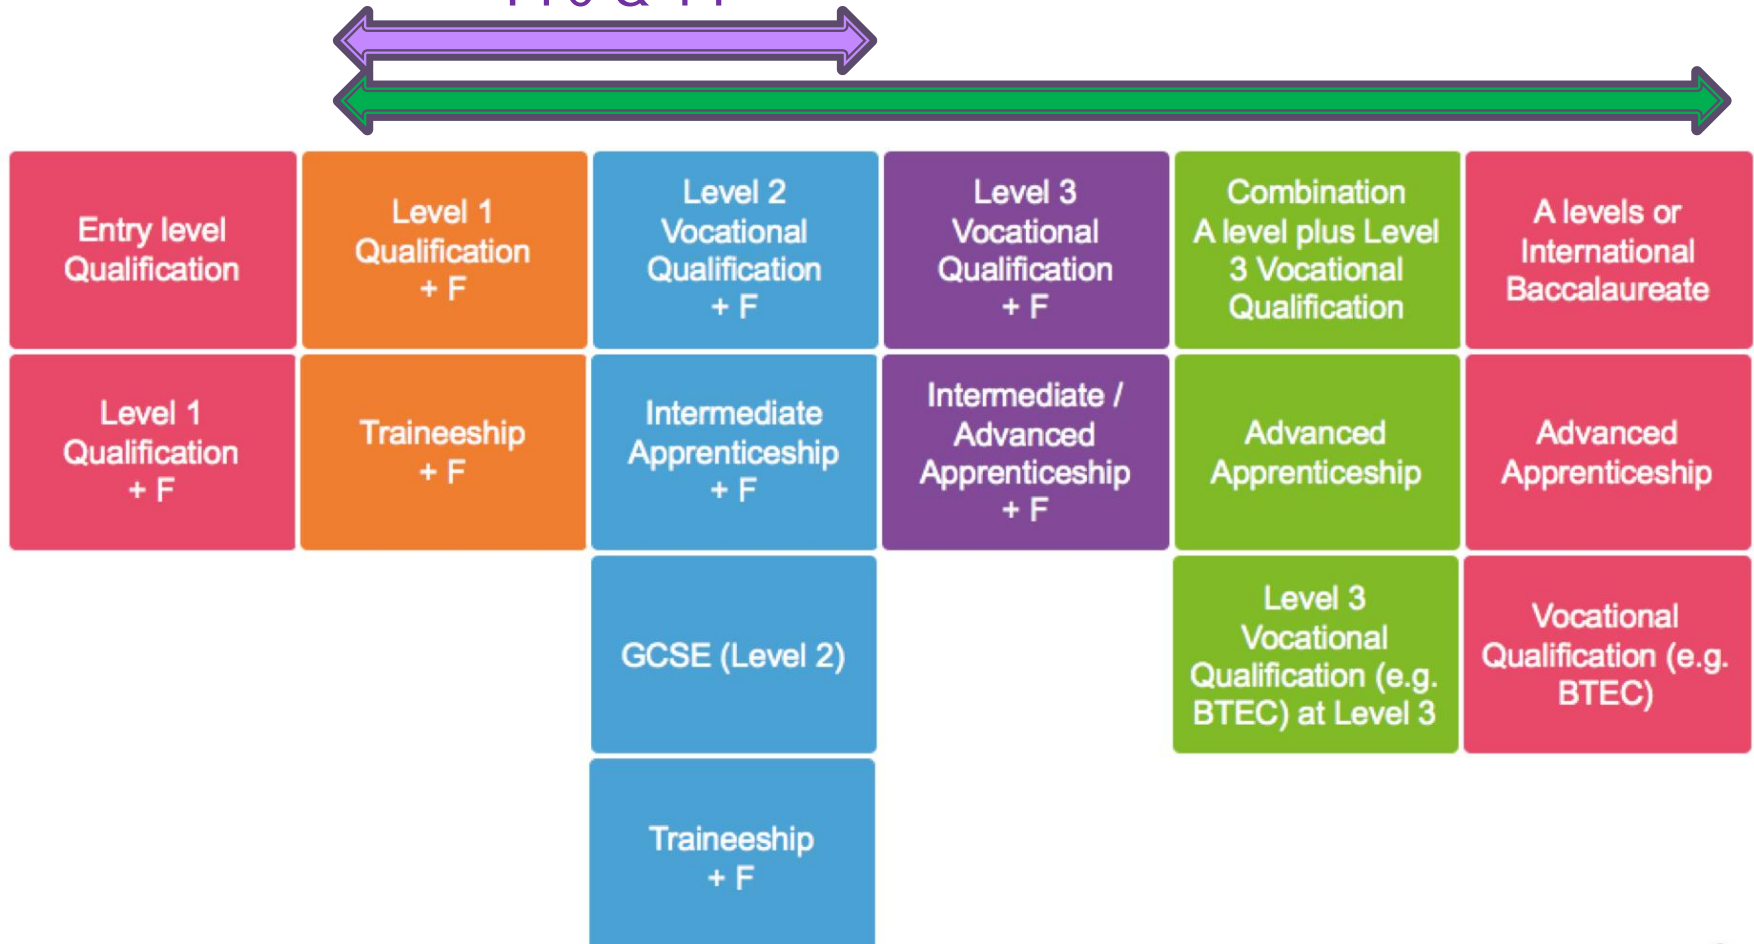 Entry level
Qualification
Level 1
Qualification
+ F
Level 2
Vocational
Qualification
+ F
Level 3
Vocational
Qualification
+ F
Combination
A level plus Level
3 Vocational
Qualification
A levels or
International
Baccalaureate
Level 1
Qualification
+ F
Traineeship
+ F
Intermediate
Apprenticeship
+ F
Intermediate /
Advanced
Apprenticeship
+ F
Advanced
Apprenticeship
Advanced
Apprenticeship
GCSE (Level 2)
Level 3
Vocational
Qualification (e.g.
BTEC) at Level 3
Vocational
Qualification (e.g.
BTEC)
Traineeship
+ F